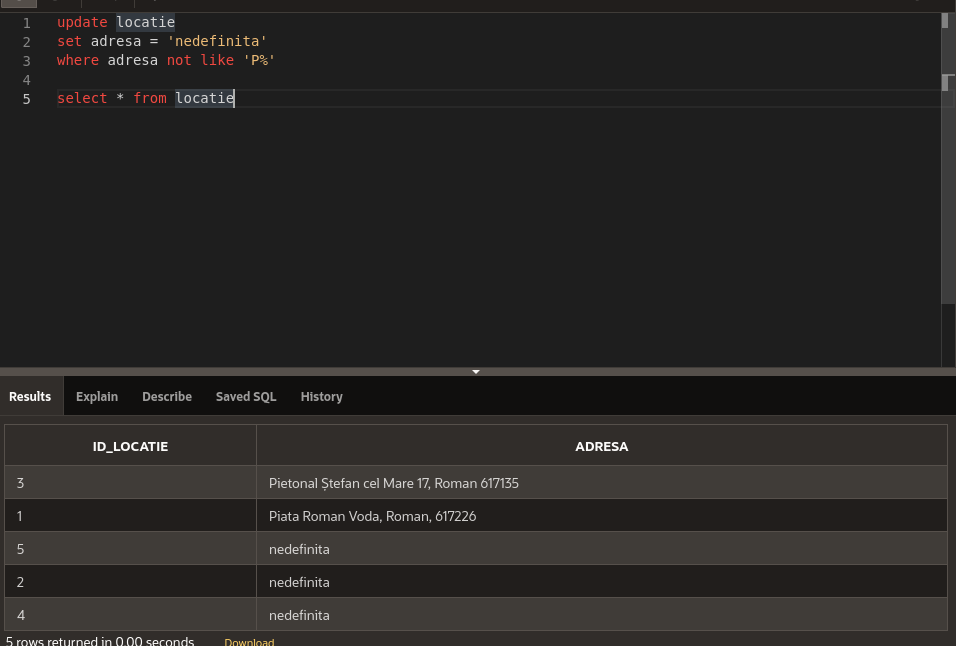 1 update locatie
2 set adresa = 'nedefinita'
3 where adresa not like 'P%'
4
5 select * from locatie
Results Explain Describe Saved SQL History
ID_LOCATIE ADRESA
3 Pietonal Ștefan cel Mare 17, Roman 617135
1 Piata Roman Voda, Roman, 617226
5 nedefinita
2 nedefinita
4 nedefinita
5 rows returned in 0.00 seconds Download